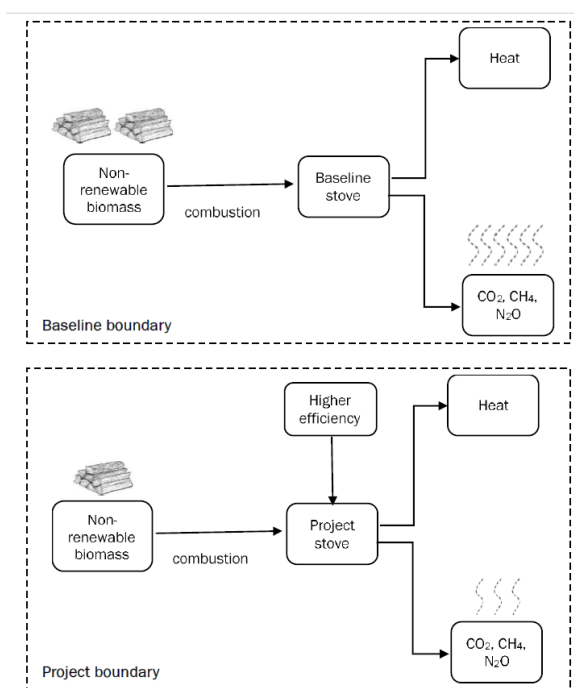 Heat
Non-
renewable
biomass
combustion
Baseline
stove
CO₂, CH₄,
N₂O
Baseline boundary
Higher
efficiency
Heat
Non-
renewable
biomass
combustion
Project
stove
CO₂, CH₄,
N₂O
Project boundary